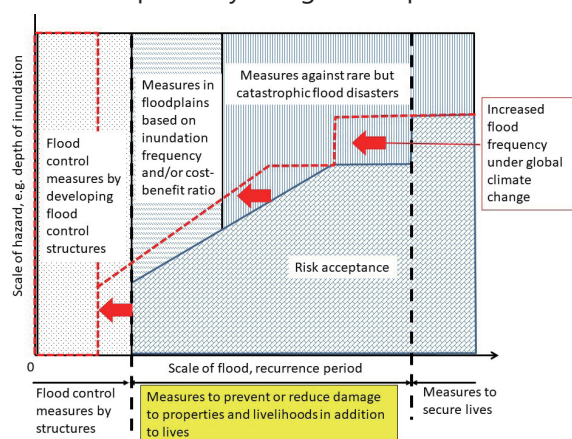 Scale of hazard, e.g. depth of inundation
Flood
control
measures by
developing
flood
control
structures
Measures in
floodplains
based on
inundation
frequency
and/or cost-
benefit ratio
Measures against rare but
catastrophic flood disasters
Increased
flood
frequency
under global
climate
change
Risk acceptance
0
Scale of flood, recurrence period
Flood control
measures by
structures
Measures to prevent or reduce damage
to properties and livelihoods in addition
to lives
Measures to
secure lives